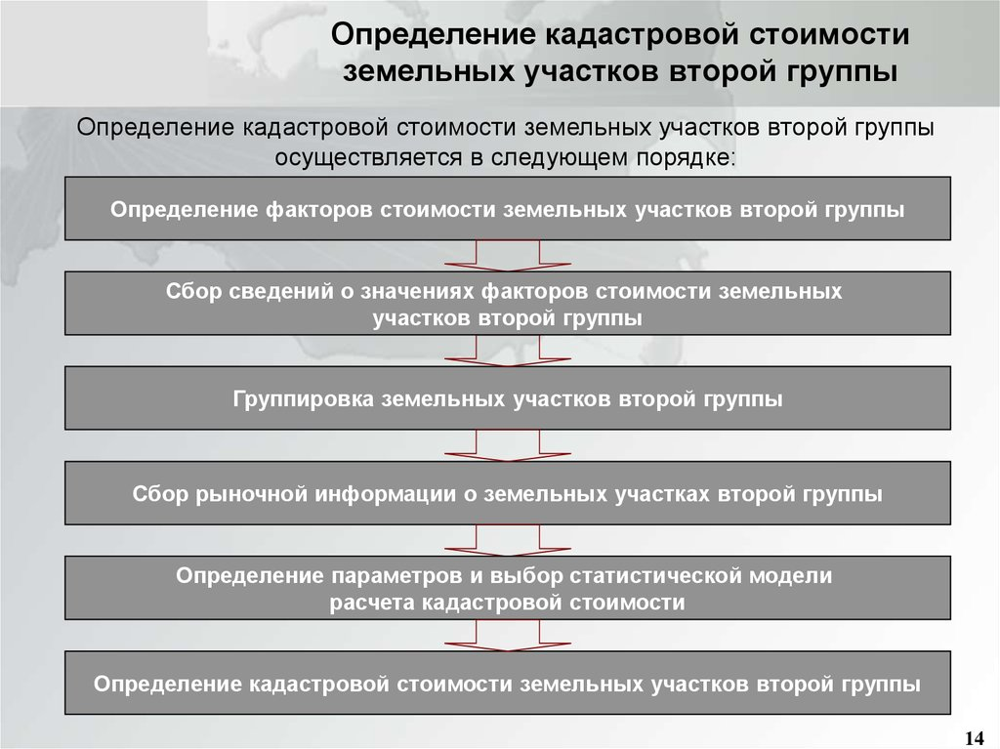 Определение кадастровой стоимости
земельных участков второй группы
Определение кадастровой стоимости земельных участков второй группы
осуществляется в следующем порядке:
Определение факторов стоимости земельных участков второй группы
Сбор сведений о значениях факторов стоимости земельных
участков второй группы
Группировка земельных участков второй группы
Сбор рыночной информации о земельных участках второй группы
Определение параметров и выбор статистической модели
расчета кадастровой стоимости
Определение кадастровой стоимости земельных участков второй группы
14